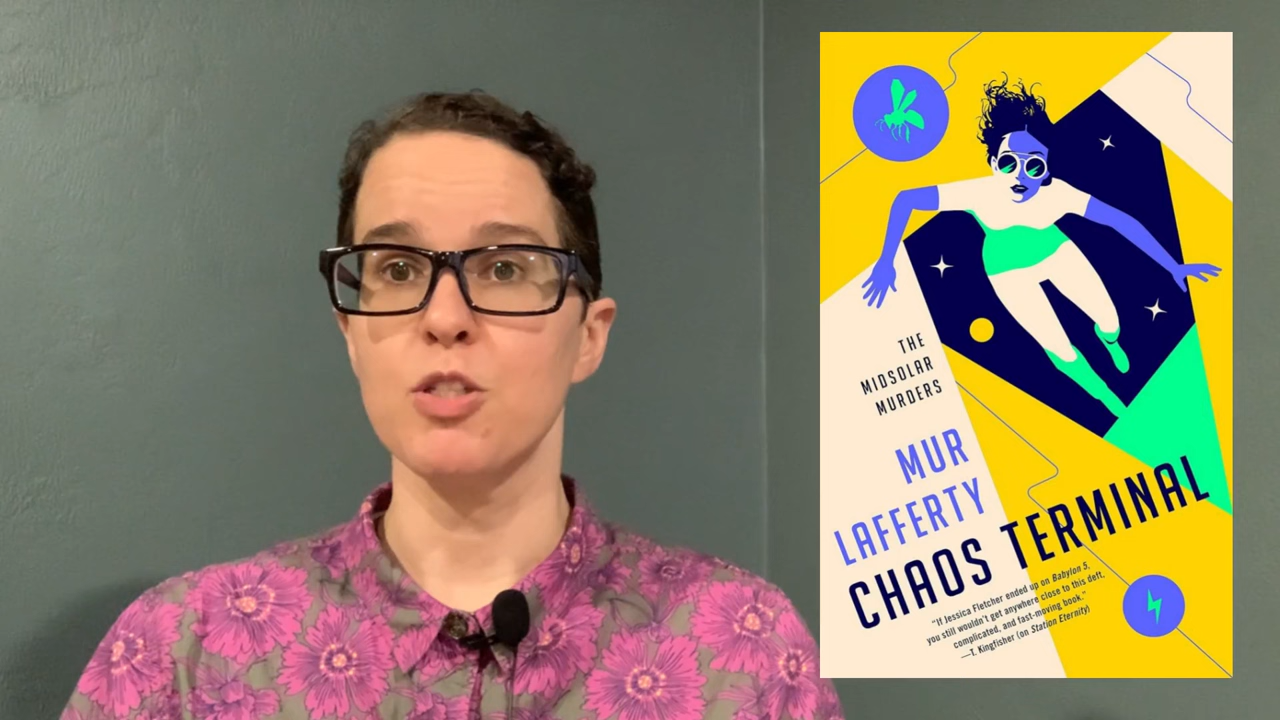 THE
MIDSOLAR
MURDERS
MUR
LAFFERTY
CHAOS TERMINAL
"If Jessica Fletcher ended up on Babylon 5,
you still wouldn't get anywhere close to this deft,
complicated, and fast-moving book."
—T. Kingfisher (on Station Eternity)